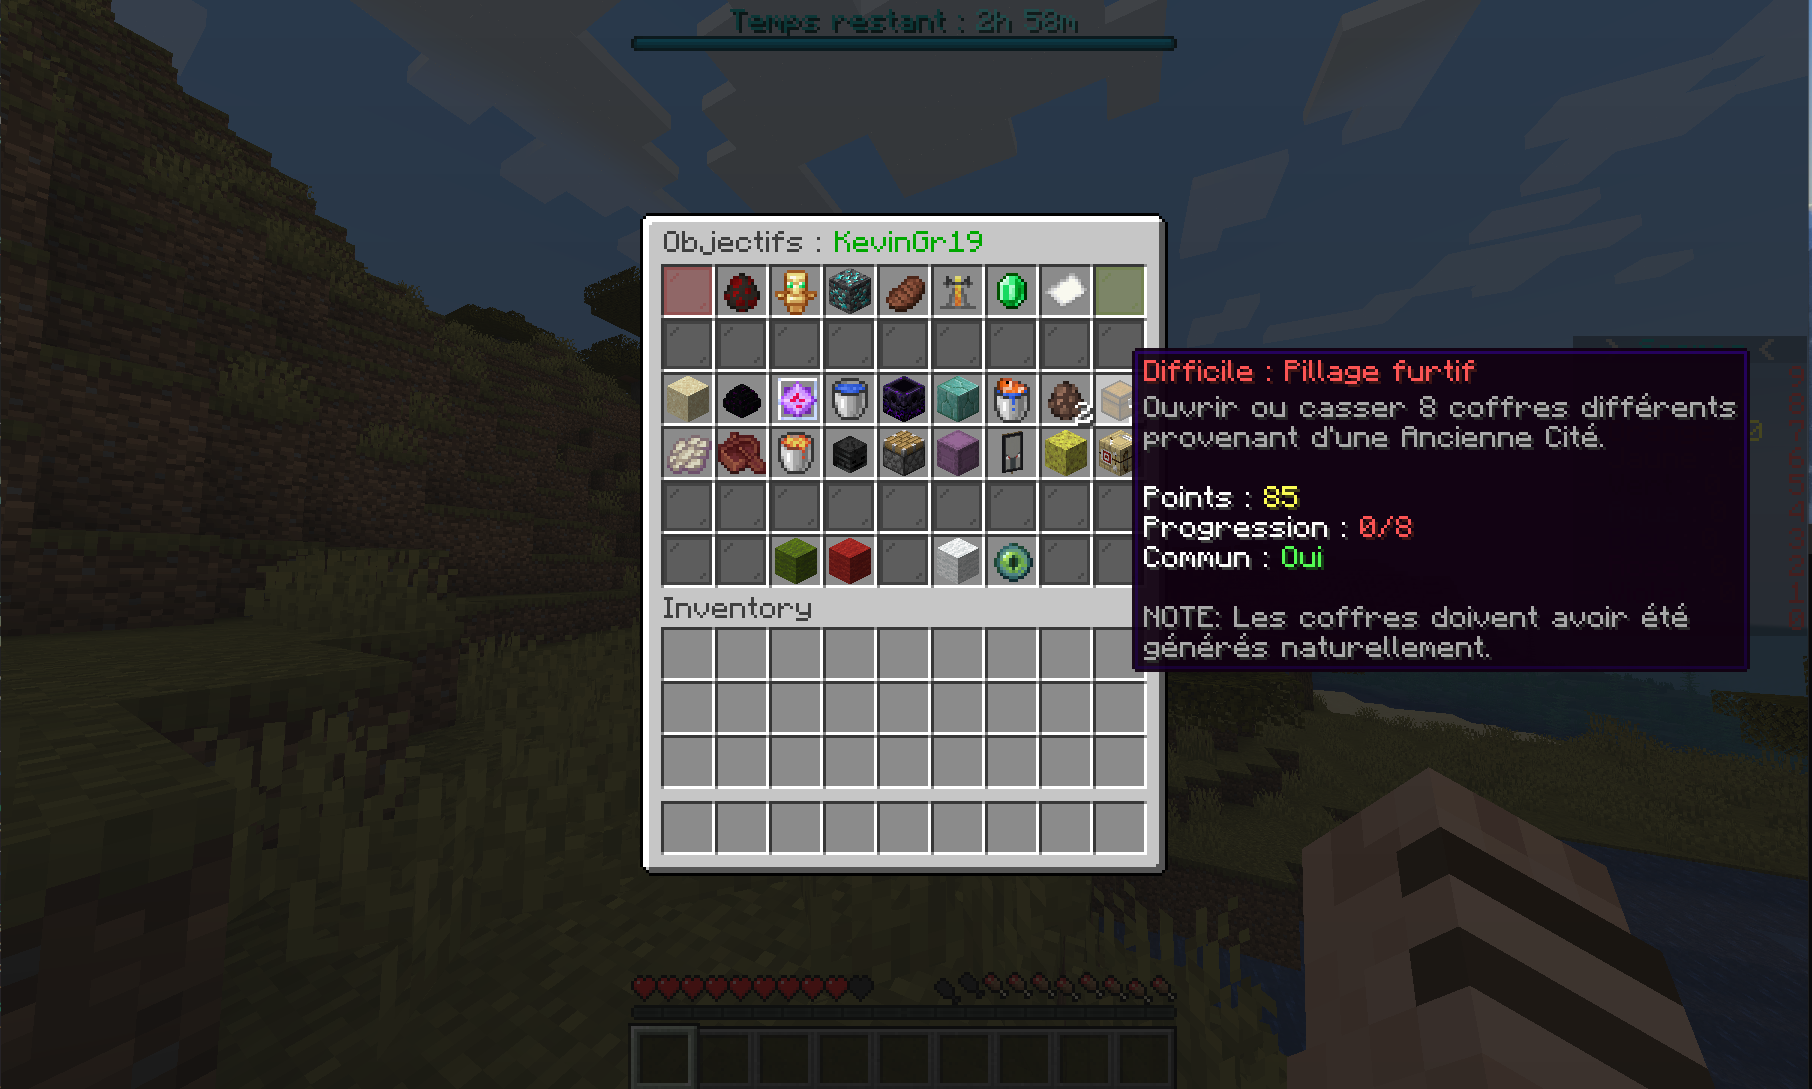 Temps restant : 2h 58m
Objectifs : KevinGr19
2
Difficile : Pillage furtif
Ouvrir ou casser 8 coffres différents
provenant d'une Ancienne Cité.
Points : 85
Progression : 0/8
Commun : Oui
NOTE: Les coffres doivent avoir été
générés naturellement.
Inventory